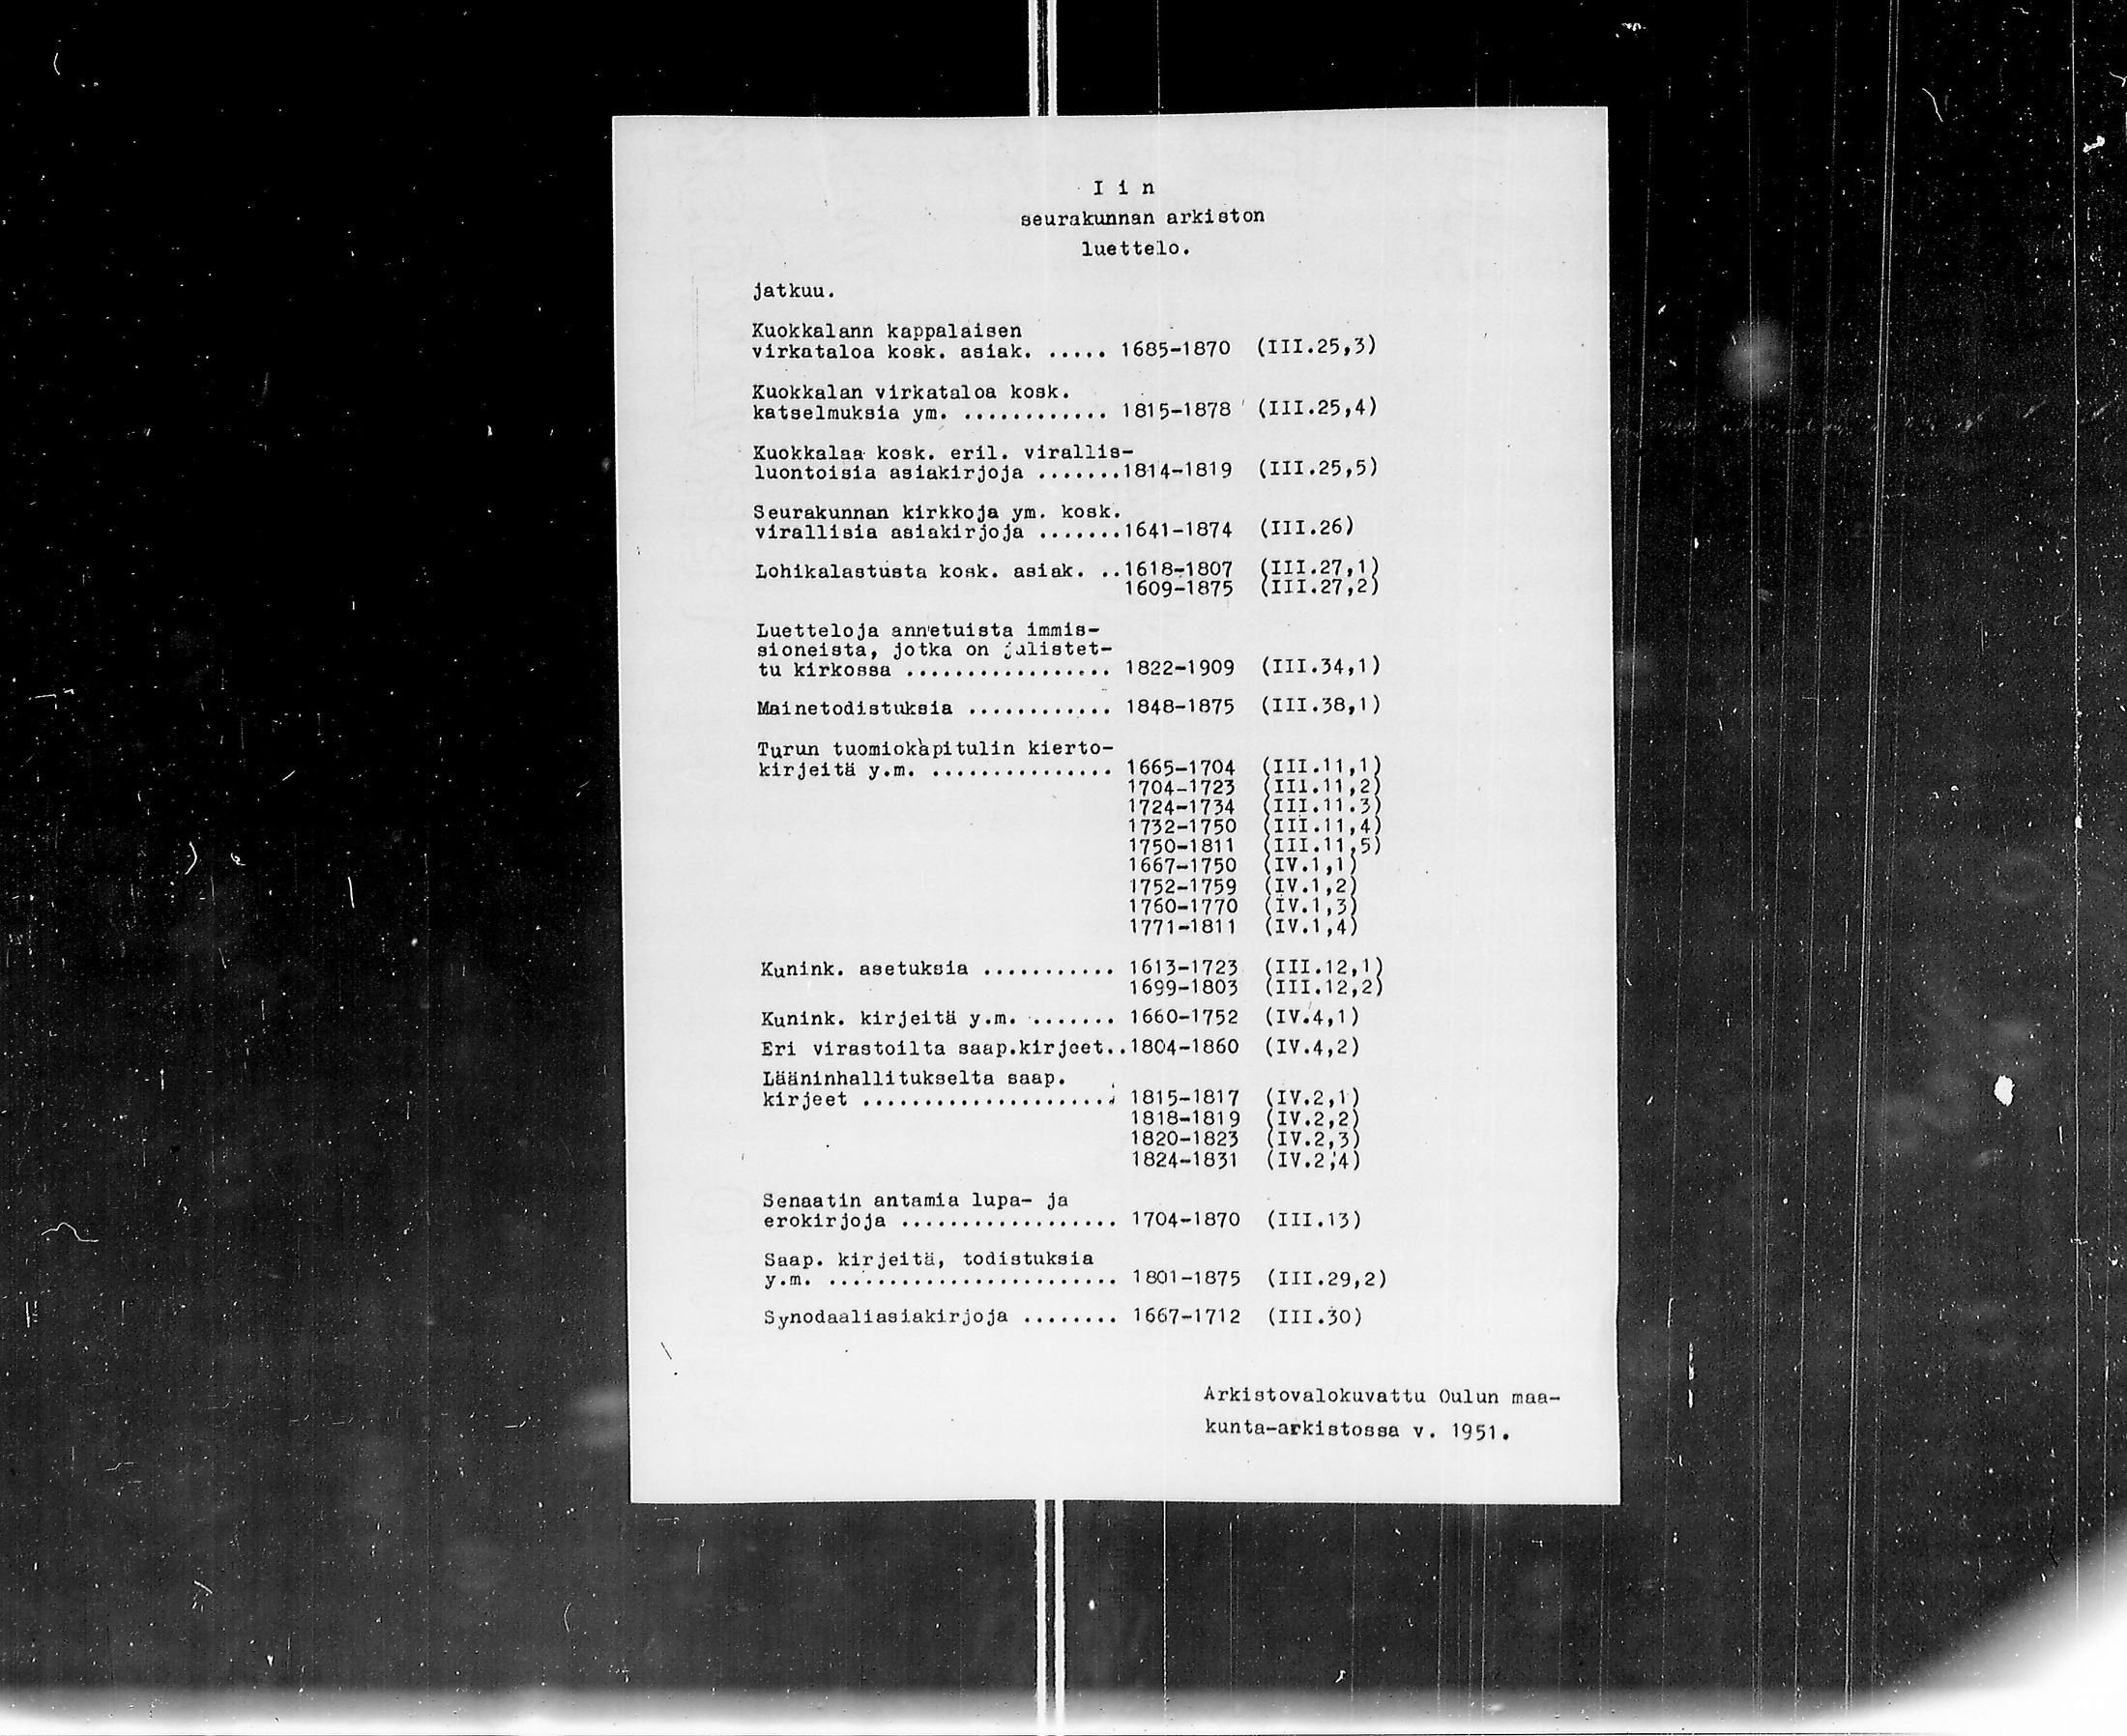 I i n
seurakunnan arkiston
luettelo.
jatkuu.
Kuokkalann kappalaisen
virkataloa kosk. asiak. ..... 1685-1870 (III.25,3)
Kuokkalan virkataloa kosk.
katselmuksia ym. ............ 1815-1878 (III.25,4)
Kuokkalaa kosk. eril. virallis-
luontoisia asiakirjoja .......1814-1819 (III.25,5)
Seurakunnan kirkkoja ym. kosk.
virallisia asiakirjoja .......1641-1874 (III.26)
Lohikalastusta kosk. asiak. ..1618-1807 (III.27,1)
1609-1875 (III.27,2)
Luetteloja annetuista immis-
sioneista, jotka on julistet-
tu kirkossa ................. 1822-1909 (III.34,1)
Mainetodistuksia ............ 1848-1875 (III.38,1)
Turun tuomiokapitulin kierto-
kirjeitä y.m. ............... 1665-1704 (III.11,1)
1704-1723 (III.11,2)
1724-1734 (III.11.3)
1732-1750 (III.11,4)
1750-1811 (III.11,5)
1667-1750 (IV.1,1)
1752-1759 (IV.1,2)
1760-1770 (IV.1,3)
1771-1811 (IV.1,4)
Kunink. asetuksia ........... 1613-1723 (III.12,1)
1699-1803 (III.12,2)
Kunink. kirjeitä y.m. ....... 1660-1752 (IV.4,1)
Eri virastoilta saap.kirjeet..1804-1860 (IV.4,2)
Lääninhallitukselta saap.
kirjeet ..................... 1815-1817 (IV.2,1)
1818-1819 (IV.2,2)
1820-1823 (IV.2,3)
1824-1831 (IV.2,4)
Senaatin antamia lupa- ja
erokirjoja .................. 1704-1870 (III.13)
Saap. kirjeitä, todistuksia
y.m. ........................ 1801-1875 (III.29,2)
Synodaaliasiakirjoja ........ 1667-1712 (III.30)
Arkistovalokuvattu Oulun maa-
kunta-arkistossa v. 1951.